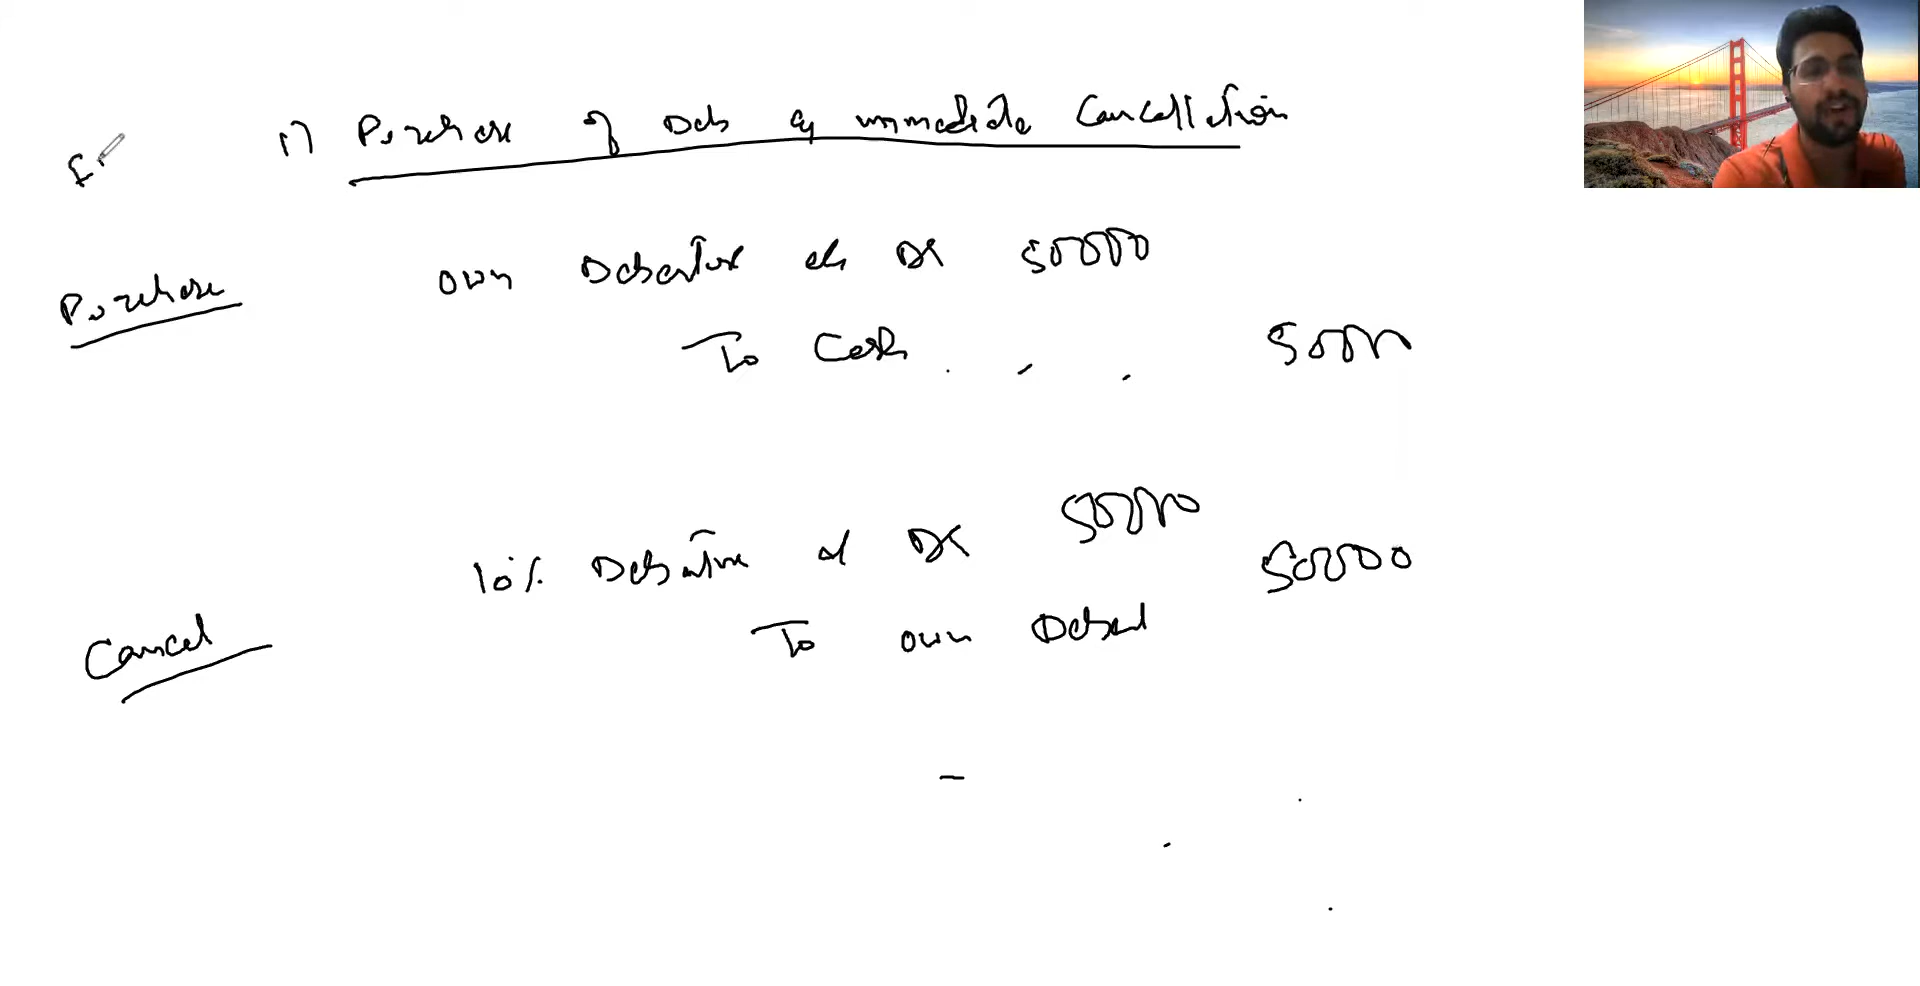 1) Purchase of Deb & immediate Cancellation
Purchase
own Debenture a/c Dr 50000
To Cash 50000
10% Debenture a/c Dr 50000
50000
Cancel
To own Debent